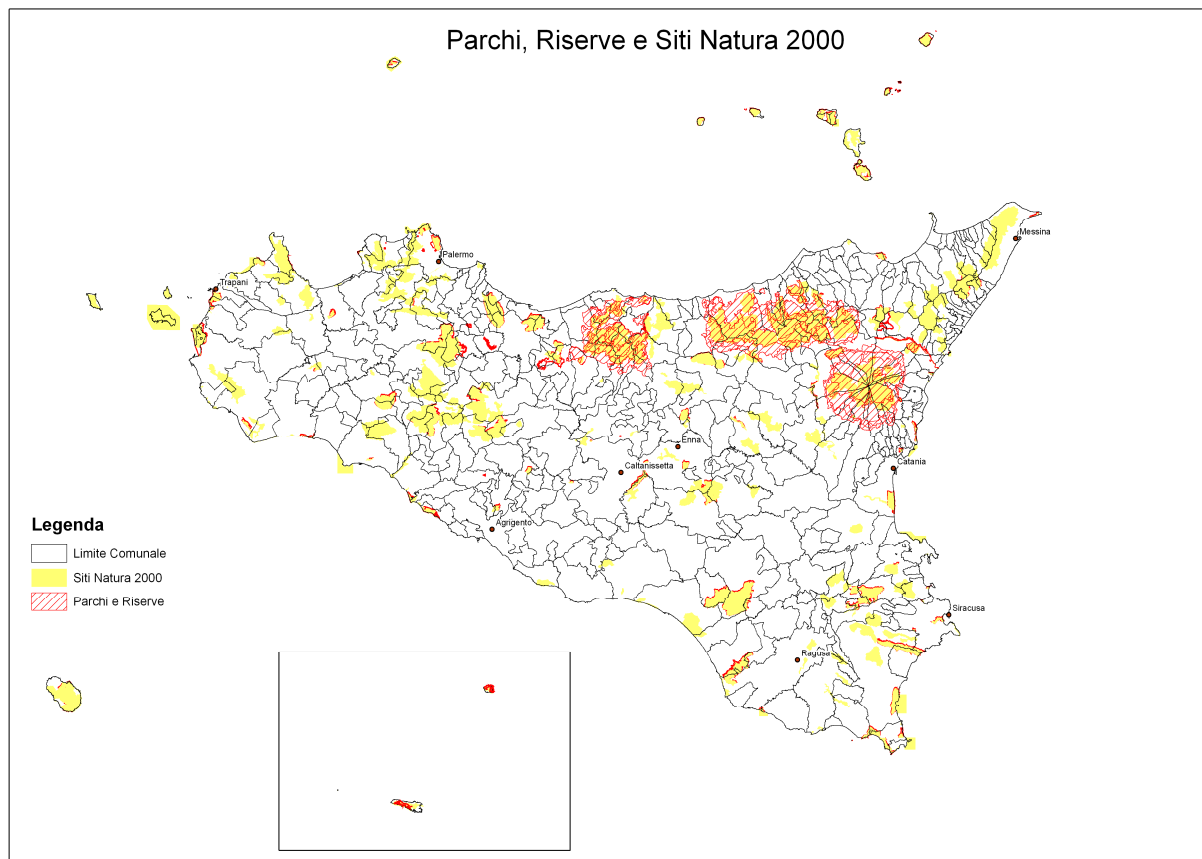 Parchi, Riserve e Siti Natura 2000
Messina
Palermo
Trapani
Enna
Caltanissetta
Catania
Agrigento
Siracusa
Ragusa
Legenda
Limite Comunale
Siti Natura 2000
Parchi e Riserve